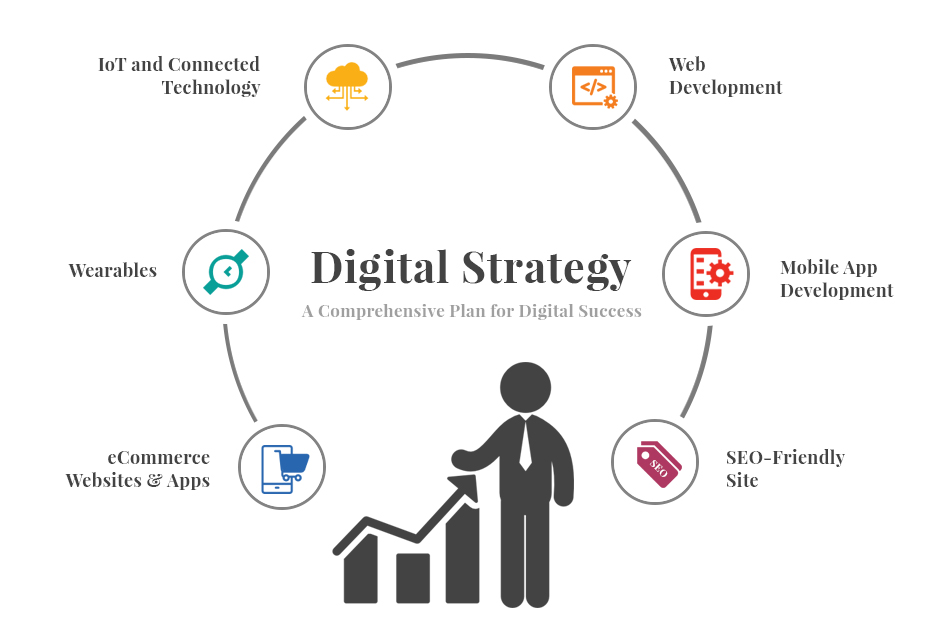 IoT and Connected
Technology
Web
Development
</>
Wearables
Digital Strategy
A Comprehensive Plan for Digital Success
Mobile App
Development
eCommerce
Websites & Apps
SEO
SEO-Friendly
Site